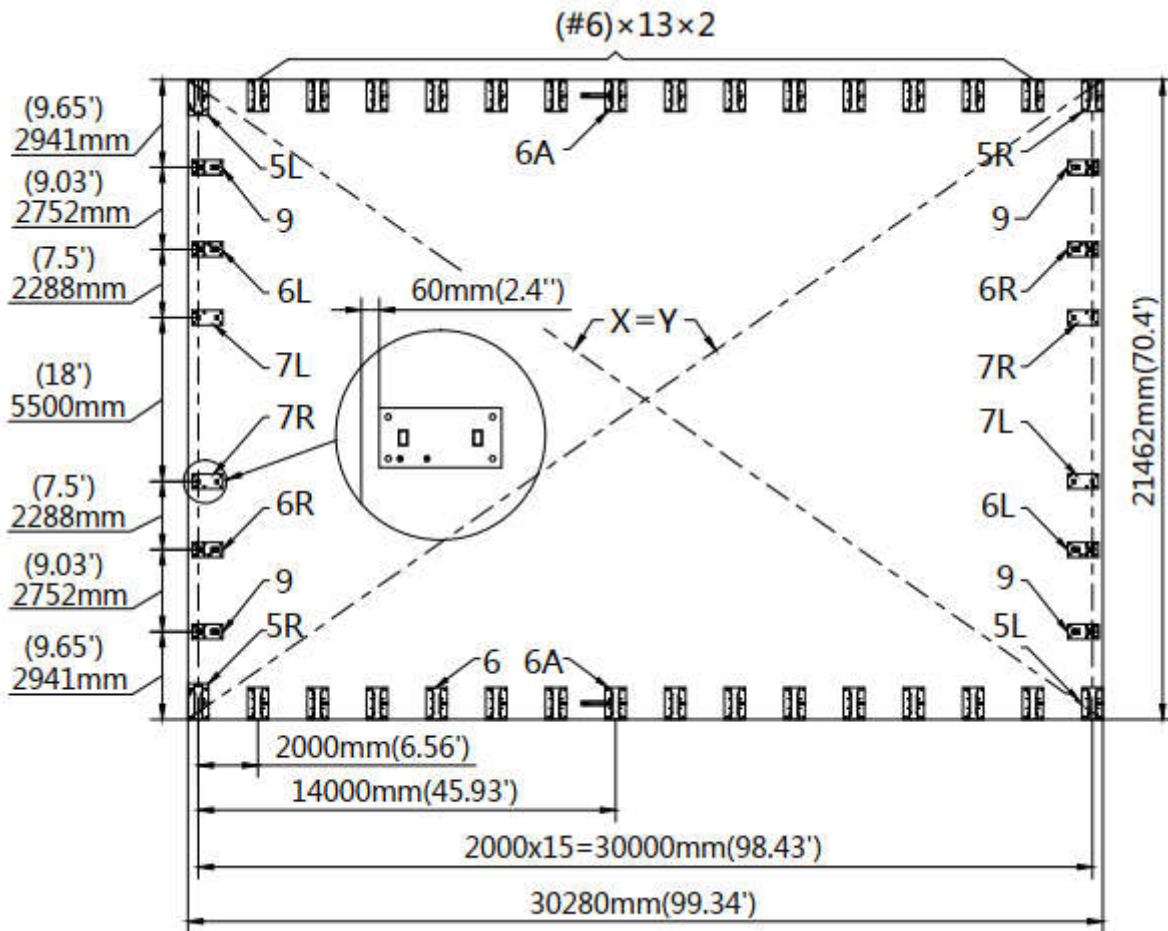 (#6)×13×2
(9.65')
2941mm
5L
6A
5R
(9.03')
2752mm
9
9
(7.5')
2288mm
6L
60mm(2.4'')
6R
X=Y
7L
7R
(18')
5500mm
7R
7L
21462mm(70.4')
(7.5')
2288mm
6R
6L
(9.03')
2752mm
9
9
5R
5L
(9.65')
2941mm
6 6A
2000mm(6.56')
14000mm(45.93')
2000x15=30000mm(98.43')
30280mm(99.34')